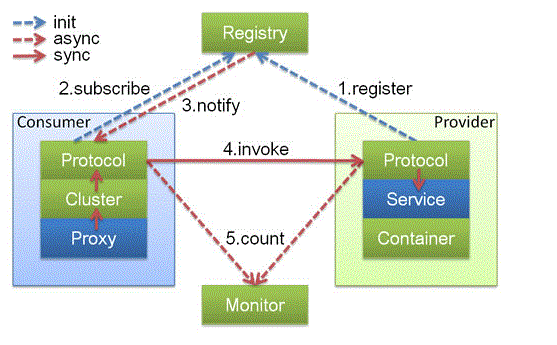 init
async
sync
Registry
2.subscribe
3.notify
1.register
Consumer
Provider
Protocol
4.invoke
Protocol
Cluster
Service
Proxy
5.count
Container
Monitor